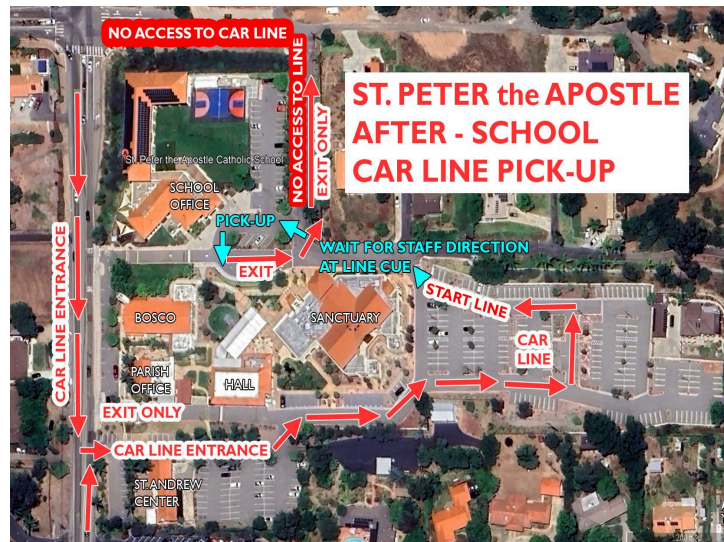 NO ACCESS TO CAR LINE
NO ACCESS TO LINE
EXIT ONLY
ST. PETER the APOSTLE
AFTER - SCHOOL
CAR LINE PICK-UP
St. Peter the Apostle Catholic School
SCHOOL
OFFICE
PICK-UP
WAIT FOR STAFF DIRECTION
AT LINE CUE
EXIT
START LINE
CAR LINE ENTRANCE
BOSCO
SANCTUARY
CAR
LINE
PARISH
OFFICE
HALL
EXIT ONLY
CAR LINE ENTRANCE
ST. ANDREW
CENTER